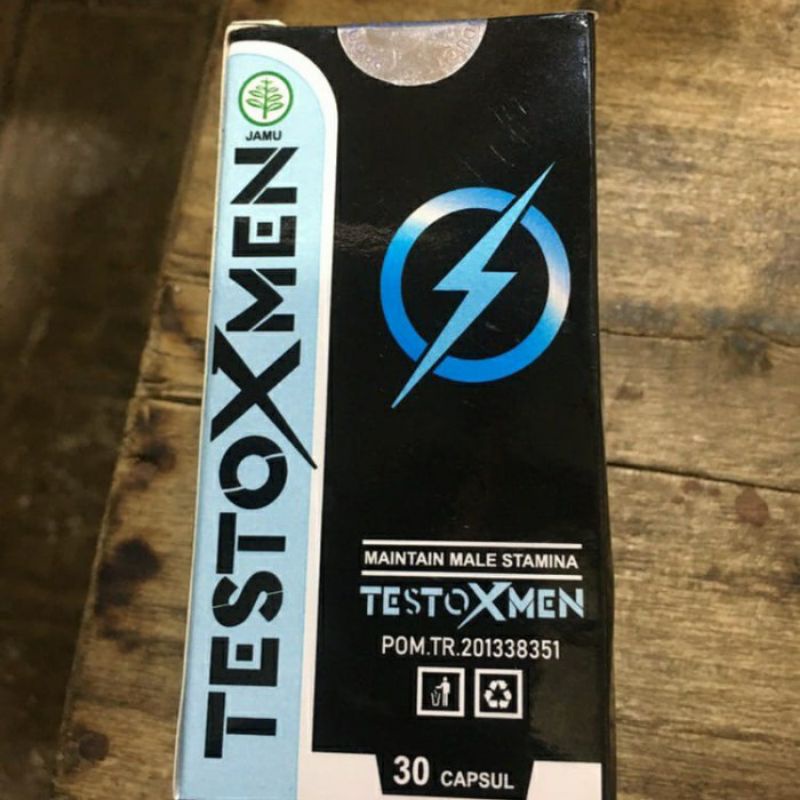 JAMU
TESTOXMEN
MAINTAIN MALE STAMINA
TESTOXMEN
POM.TR.201338351
30 CAPSUL